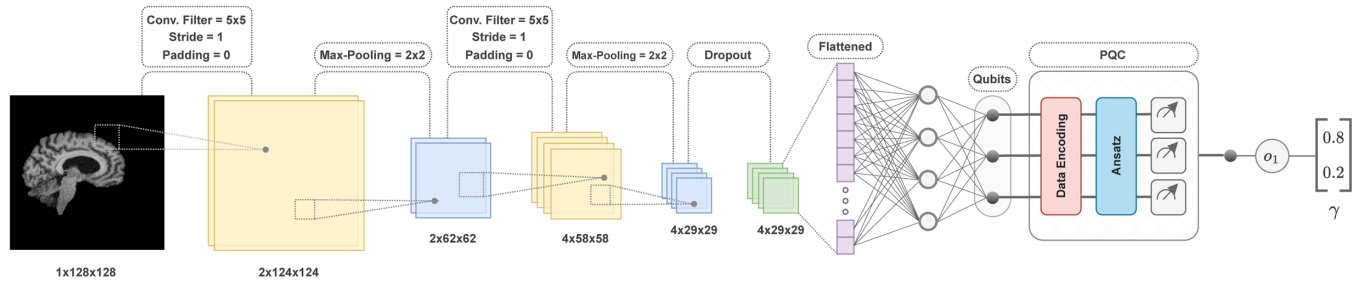 Conv. Filter = 5x5
Stride = 1
Padding = 0
Max-Pooling = 2x2
Conv. Filter = 5x5
Stride = 1
Padding = 0
Max-Pooling = 2x2
Dropout
Flattened
Qubits
PQC
Data Encoding
Ansatz
o₁
0.8
0.2
γ
1x128x128
2x124x124
2x62x62
4x58x58
4x29x29
4x29x29